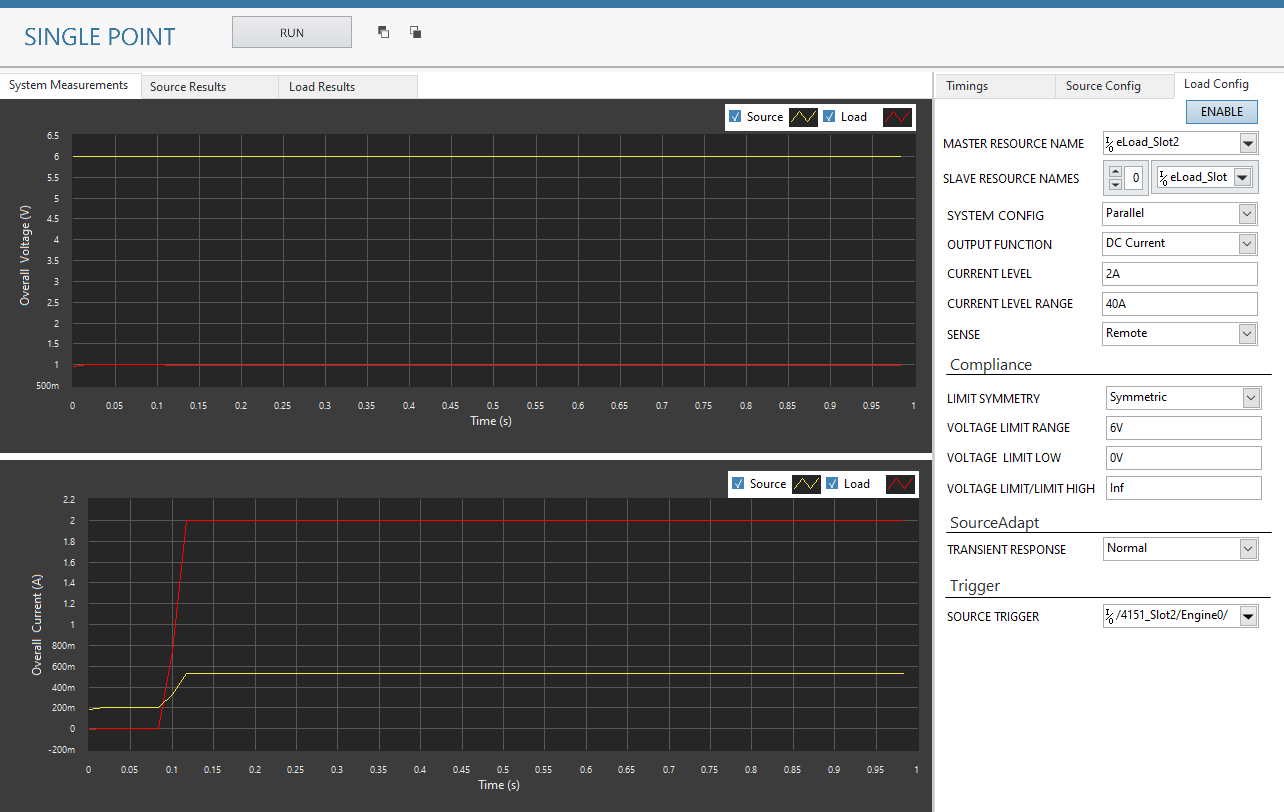 SINGLE POINT
RUN
System Measurements
Source Results
Load Results
Source
Load
Overall Voltage (V)
6.5
6
5.5
5
4.5
4
3.5
3
2.5
2
1.5
1
500m
0 0.05 0.1 0.15 0.2 0.25 0.3 0.35 0.4 0.45 0.5 0.55 0.6 0.65 0.7 0.75 0.8 0.85 0.9 0.95 1
Time (s)
Source
Load
Overall Current (A)
2.2
2
1.8
1.6
1.4
1.2
1
800m
600m
400m
200m
0
-200m
0 0.05 0.1 0.15 0.2 0.25 0.3 0.35 0.4 0.45 0.5 0.55 0.6 0.65 0.7 0.75 0.8 0.85 0.9 0.95 1
Time (s)
Timings
Source Config
Load Config
ENABLE
MASTER RESOURCE NAME I/0 eLoad_Slot2
SLAVE RESOURCE NAMES 0 I/0 eLoad_Slot
SYSTEM CONFIG Parallel
OUTPUT FUNCTION DC Current
CURRENT LEVEL 2A
CURRENT LEVEL RANGE 40A
SENSE Remote
Compliance
LIMIT SYMMETRY Symmetric
VOLTAGE LIMIT RANGE 6V
VOLTAGE LIMIT LOW 0V
VOLTAGE LIMIT/LIMIT HIGH Inf
SourceAdapt
TRANSIENT RESPONSE Normal
Trigger
SOURCE TRIGGER I/0 /4151_Slot2/Engine0/